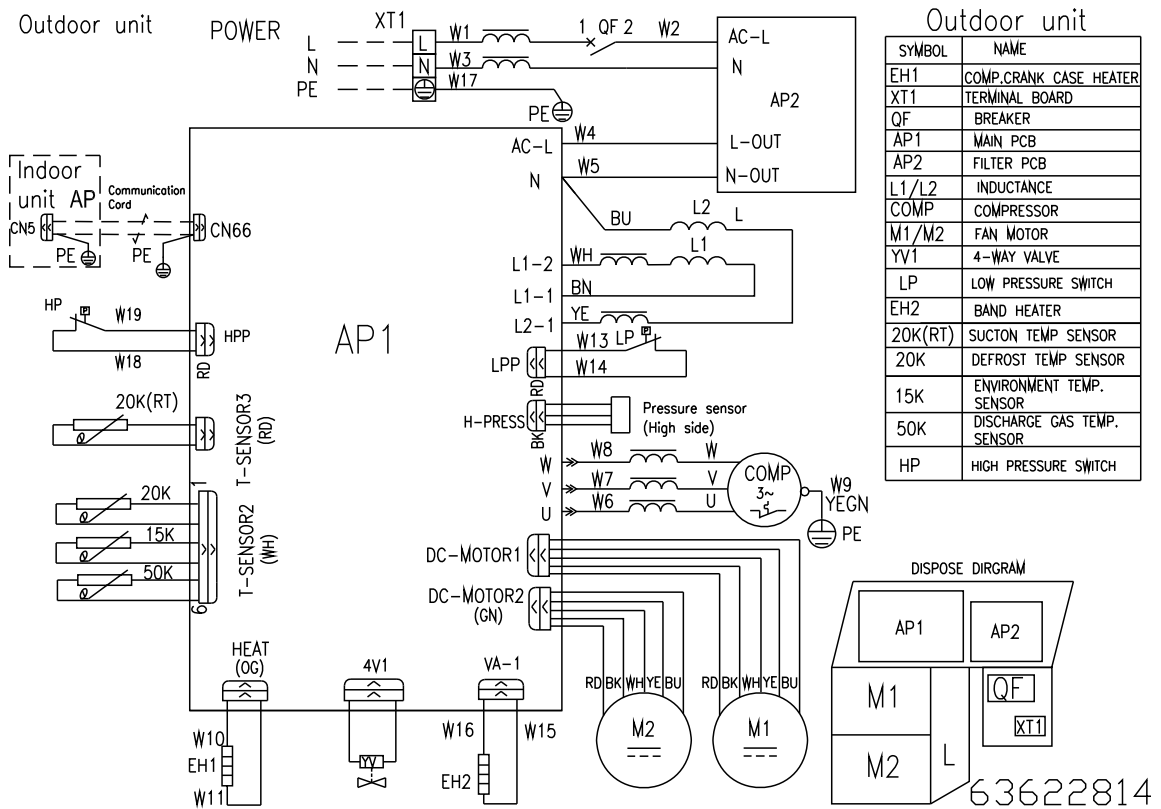 Outdoor unit
POWER
XT1
L
N
PE
L
N
W1
W3
W17
1 QF 2
W2
PE
AC-L
N
AP2
L-OUT
N-OUT
W4
W5
AC-L
N
Indoor
unit AP
CN5
PE
Communication
Cord
PE
CN66
BU
L2
L
L1
WH
BN
YE
L1-2
L1-1
L2-1
AP1
HP
P
W19
W18
HPP
RD
LPP
RD
W13
LP
P
W14
H-PRESS
BK
Pressure sensor
(High side)
20K(RT)
T-SENSOR3
(RD)
20K
15K
50K
1
6
T-SENSOR2
(WH)
W
V
U
W8
W7
W6
W
V
U
COMP
3~
W9
YEGN
PE
DC-MOTOR1
DC-MOTOR2
(GN)
HEAT
(OG)
4V1
VA-1
W10
EH1
W11
YV
W16
W15
EH2
RD BK WH YE BU
M2
RD BK WH YE BU
M1
Outdoor unit
SYMBOL NAME
EH1 COMP.CRANK CASE HEATER
XT1 TERMINAL BOARD
QF BREAKER
AP1 MAIN PCB
AP2 FILTER PCB
L1/L2 INDUCTANCE
COMP COMPRESSOR
M1/M2 FAN MOTOR
YV1 4-WAY VALVE
LP LOW PRESSURE SWITCH
EH2 BAND HEATER
20K(RT) SUCTON TEMP SENSOR
20K DEFROST TEMP SENSOR
15K ENVIRONMENT TEMP.
SENSOR
50K DISCHARGE GAS TEMP.
SENSOR
HP HIGH PRESSURE SWITCH
DISPOSE DIRGRAM
AP1
AP2
M1
QF
XT1
M2
L
63622814